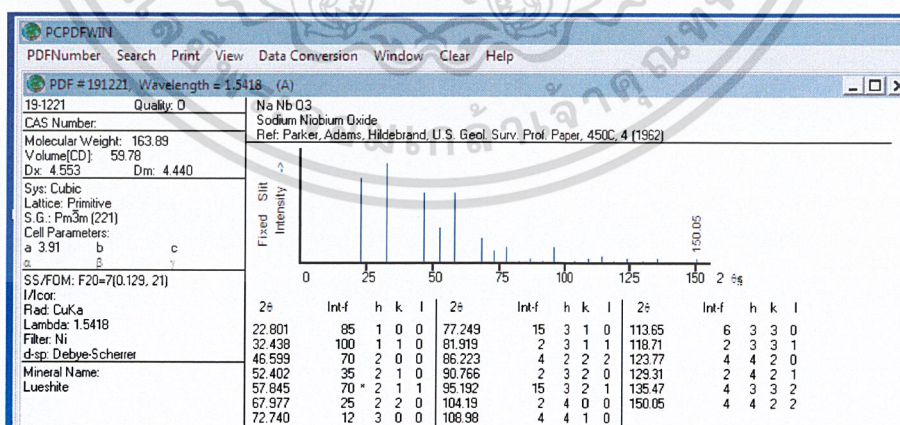 PCPDFWIN
PDFNumber Search Print View Data Conversion Window Clear Help
PDF # 191221, Wavelength = 1.5418 (A)
19-1221 Quality: O
CAS Number:
Molecular Weight: 163.89
Volume[CD]: 59.78
Dx: 4.553 Dm: 4.440
Sys: Cubic
Lattice: Primitive
S.G.: Pm3̅m (221)
Cell Parameters:
a 3.91 b c
α β γ
SS/FOM: F20=7(0.129, 21)
I/Icor:
Rad: CuKa
Lambda: 1.5418
Filter: Ni
d-sp: Debye-Scherrer
Mineral Name:
Lueshite
Na Nb O3
Sodium Niobium Oxide
Ref: Parker, Adams, Hildebrand, U.S. Geol. Surv. Prof. Paper, 450C, 4 (1962)
Fixed Slit
Intensity ->
150.05
0 25 50 75 100 125 150 2 θ°
2θ Int-f h k l 2θ Int-f h k l 2θ Int-f h k l
22.801 85 1 0 0 77.249 15 3 1 0 113.65 6 3 3 0
32.438 100 1 1 0 81.919 2 3 1 1 118.71 2 3 3 1
46.599 70 2 0 0 86.223 4 2 2 2 123.77 4 4 2 0
52.402 35 2 1 0 90.766 2 3 2 0 129.31 2 4 2 1
57.845 70 * 2 1 1 95.192 15 3 2 1 135.47 4 3 3 2
67.977 25 2 2 0 104.19 2 4 0 0 150.05 4 4 2 2
72.740 12 3 0 0 108.98 4 4 1 0